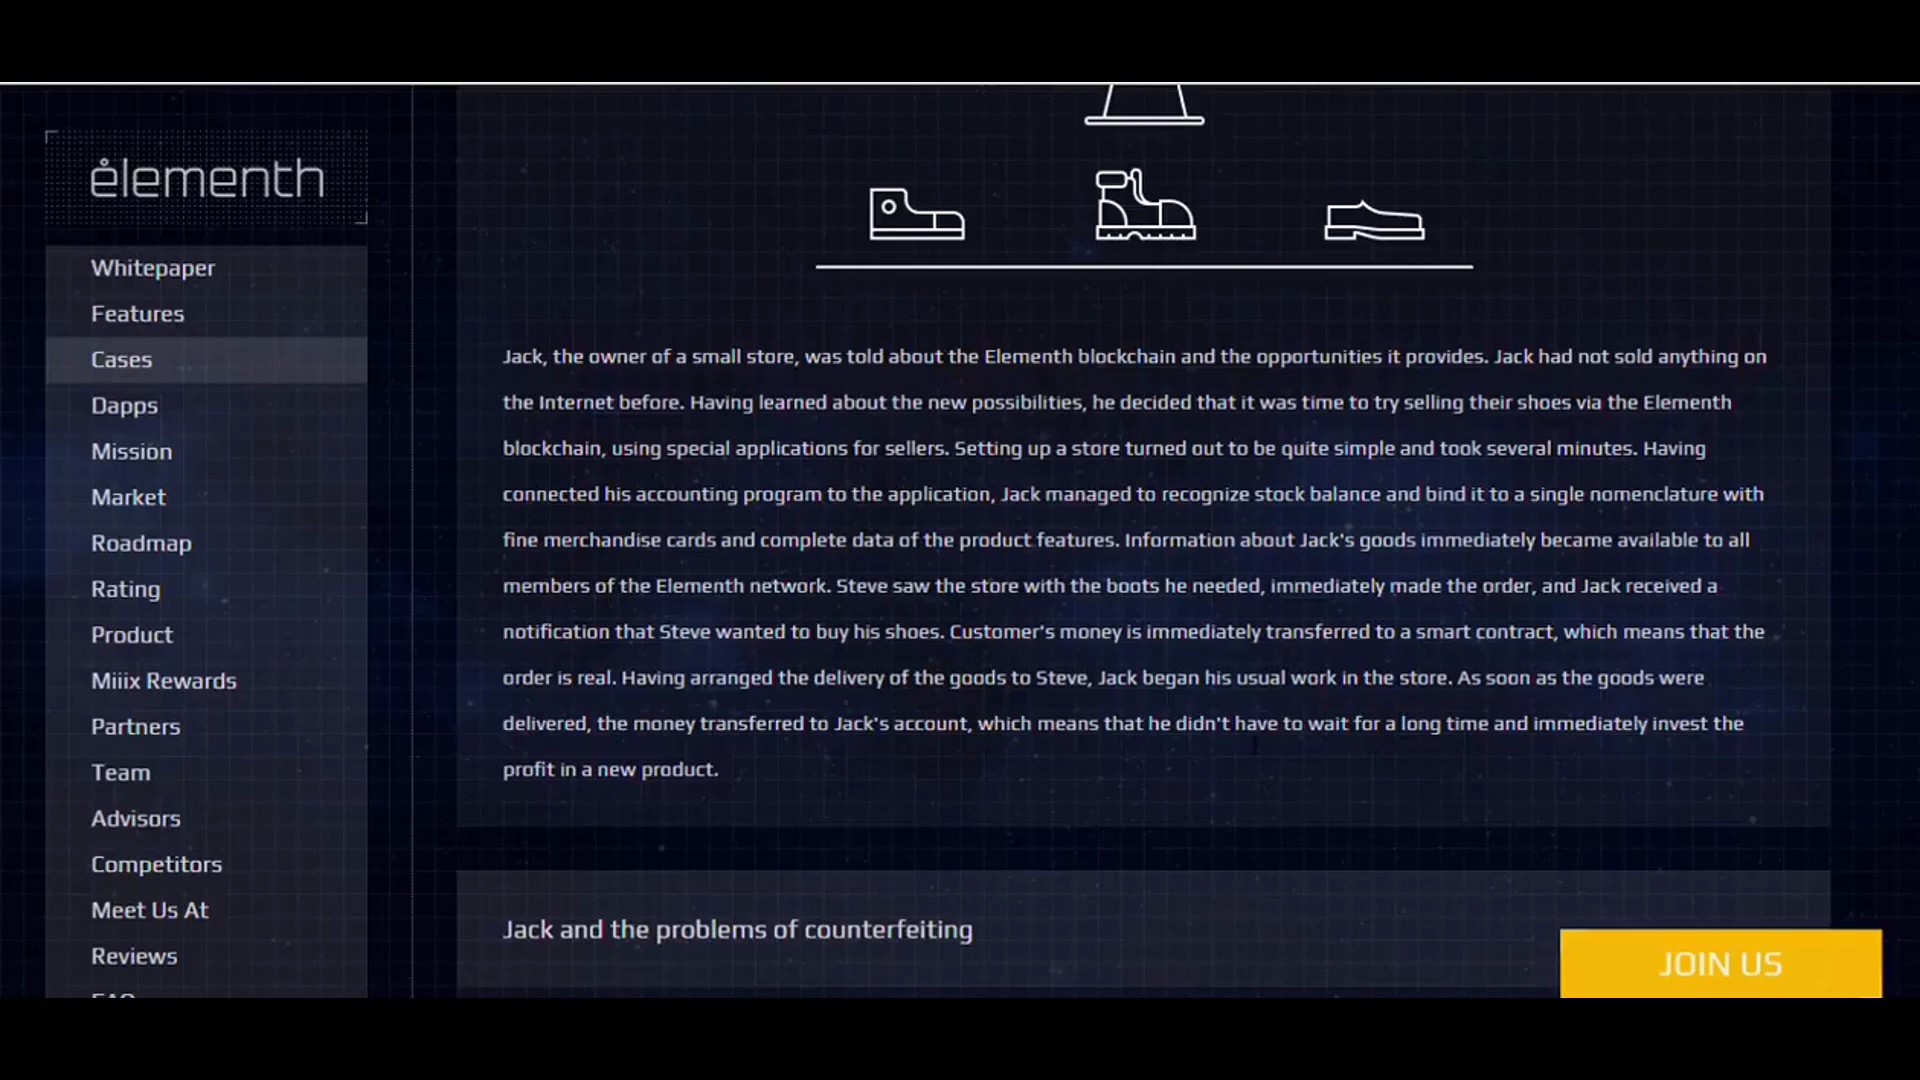 elementh
Whitepaper
Features
Cases
Dapps
Mission
Market
Roadmap
Rating
Product
Miiix Rewards
Partners
Team
Advisors
Competitors
Meet Us At
Reviews
FAQ
Jack, the owner of a small store, was told about the Elementh blockchain and the opportunities it provides. Jack had not sold anything on
the Internet before. Having learned about the new possibilities, he decided that it was time to try selling their shoes via the Elementh
blockchain, using special applications for sellers. Setting up a store turned out to be quite simple and took several minutes. Having
connected his accounting program to the application, Jack managed to recognize stock balance and bind it to a single nomenclature with
fine merchandise cards and complete data of the product features. Information about Jack's goods immediately became available to all
members of the Elementh network. Steve saw the store with the boots he needed, immediately made the order, and Jack received a
notification that Steve wanted to buy his shoes. Customer's money is immediately transferred to a smart contract, which means that the
order is real. Having arranged the delivery of the goods to Steve, Jack began his usual work in the store. As soon as the goods were
delivered, the money transferred to Jack's account, which means that he didn't have to wait for a long time and immediately invest the
profit in a new product.
Jack and the problems of counterfeiting
JOIN US